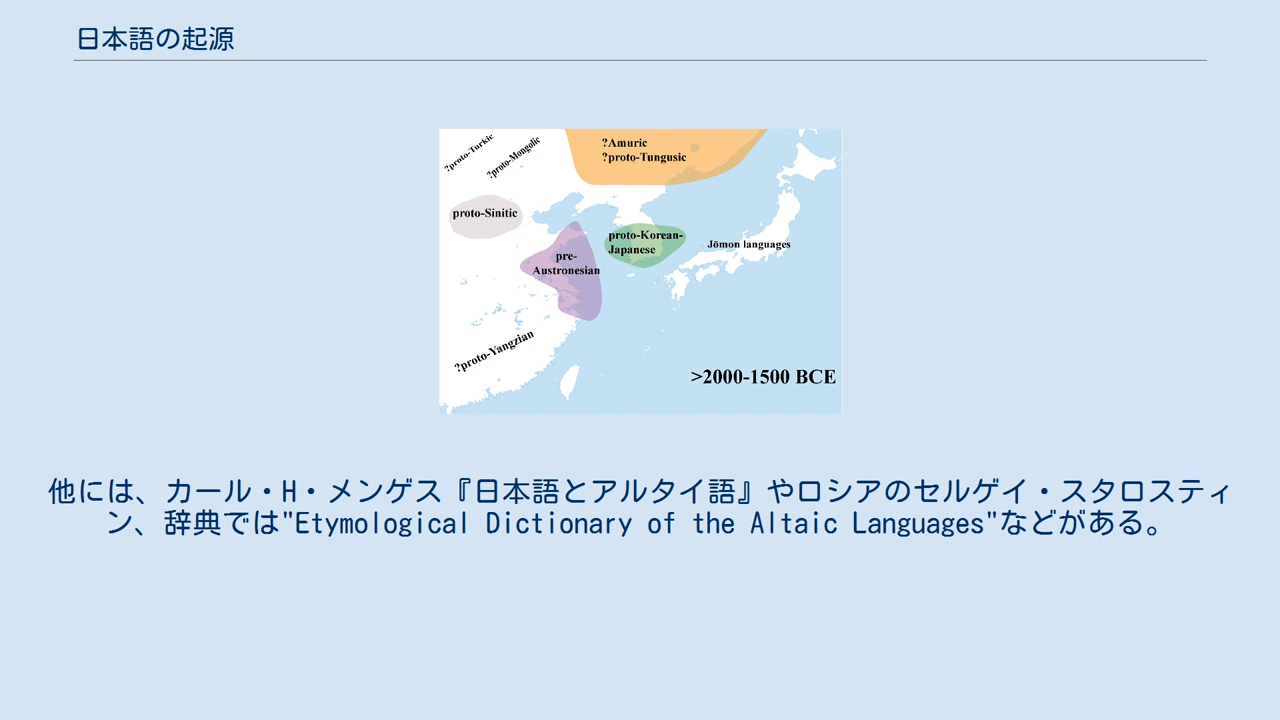 日本語の起源
?proto-Turkic
?proto-Mongolic
?Amuric
?proto-Tungusic
proto-Sinitic
proto-Korean-
Japanese
Jōmon languages
pre-
Austronesian
?proto-Yangzian
>2000-1500 BCE
他には、カール・H・メンゲス『日本語とアルタイ語』やロシアのセルゲイ・スタロスティ
ン、辞典では"Etymological Dictionary of the Altaic Languages"などがある。